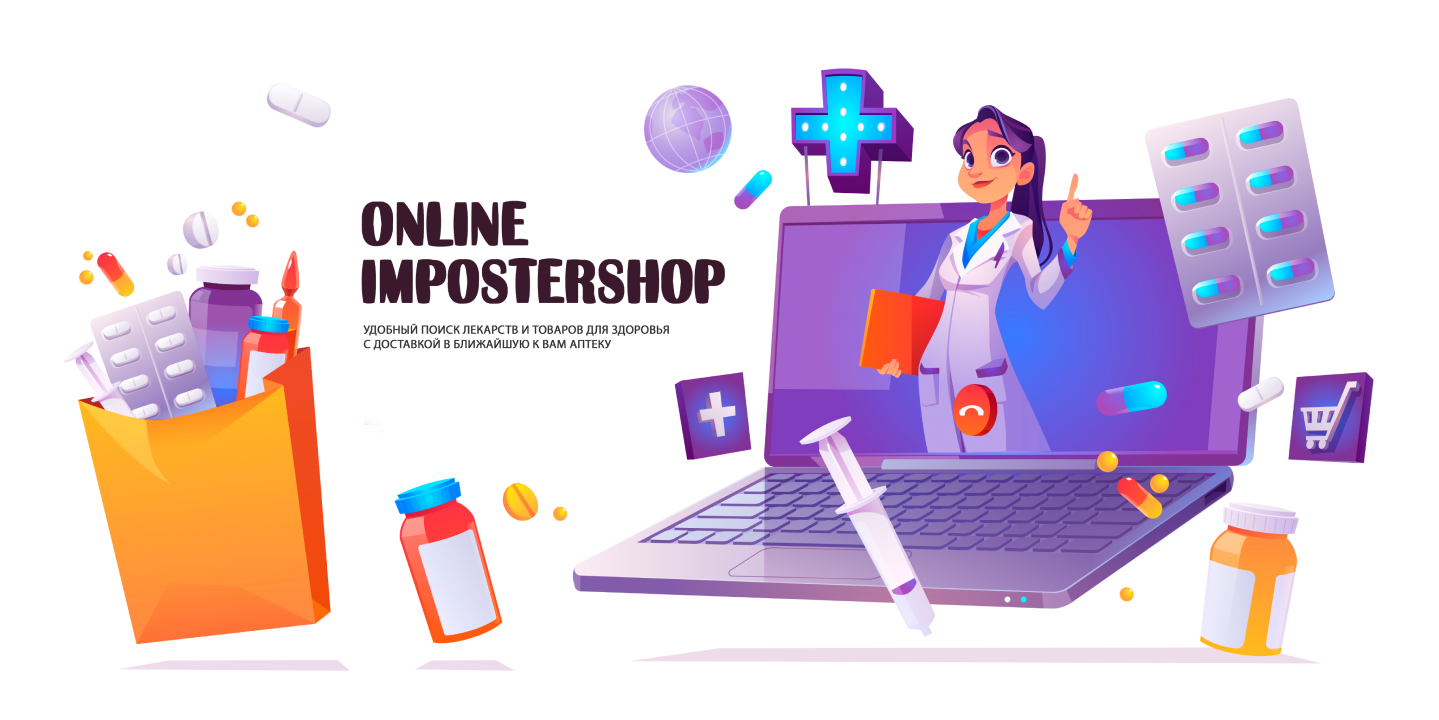 ONLINE
IMPOSTERSHOP
УДОБНЫЙ ПОИСК ЛЕКАРСТВ И ТОВАРОВ ДЛЯ ЗДОРОВЬЯ
С ДОСТАВКОЙ В БЛИЖАЙШУЮ К ВАМ АПТЕКУ